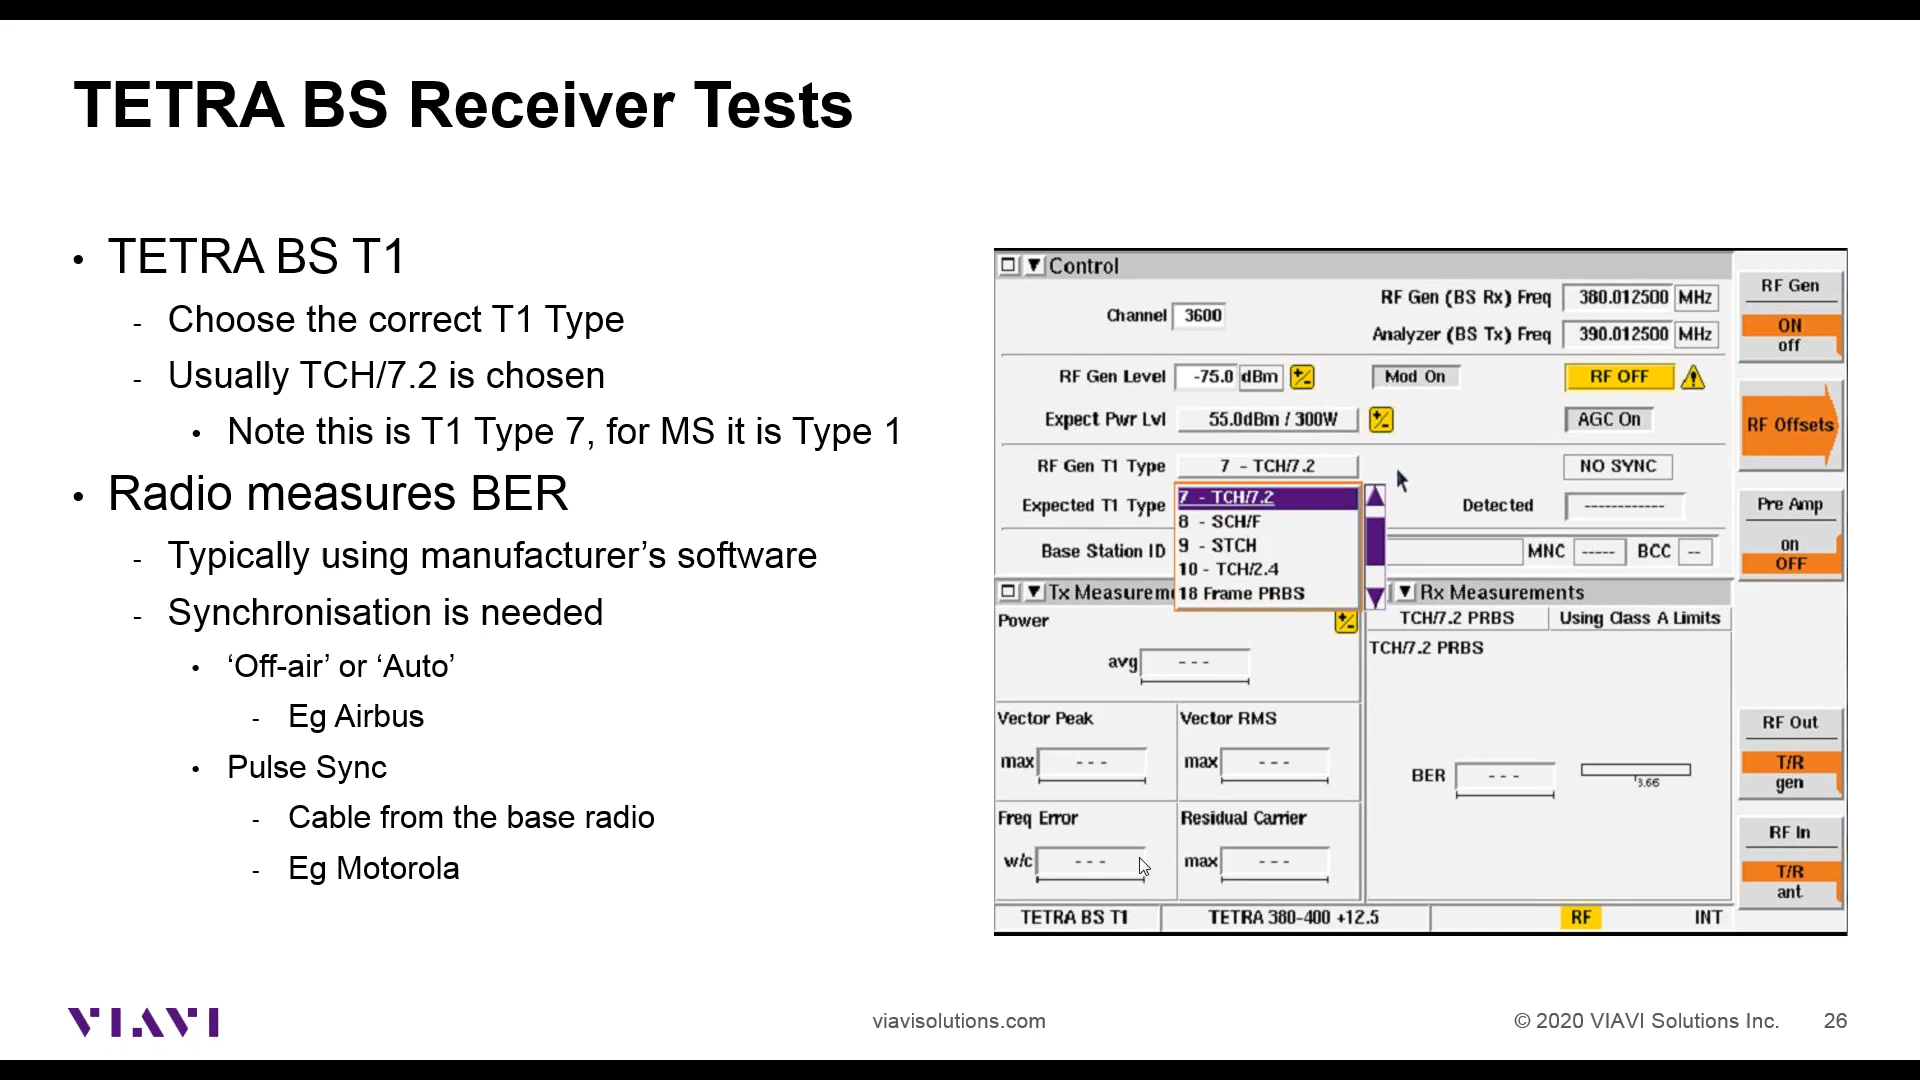 TETRA BS Receiver Tests
• TETRA BS T1
- Choose the correct T1 Type
- Usually TCH/7.2 is chosen
• Note this is T1 Type 7, for MS it is Type 1
• Radio measures BER
- Typically using manufacturer’s software
- Synchronisation is needed
• ‘Off-air’ or ‘Auto’
- Eg Airbus
• Pulse Sync
- Cable from the base radio
- Eg Motorola
Control
Channel 3600
RF Gen (BS Rx) Freq 380.012500 MHz
Analyzer (BS Tx) Freq 390.012500 MHz
RF Gen Level -75.0 dBm Mod On RF OFF
Expect Pwr Lvl 55.0dBm / 300W AGC On
RF Gen T1 Type 7 - TCH/7.2 NO SYNC
Expected T1 Type Detected ------------
7 - TCH/7.2
8 - SCH/F
9 - STCH
10 - TCH/2.4
18 Frame PRBS
Base Station ID MNC ----- BCC --
Tx Measurem
Power
avg ---
Vector Peak
max ---
Vector RMS
max ---
Freq Error
w/c ---
Residual Carrier
max ---
Rx Measurements
TCH/7.2 PRBS Using Class A Limits
TCH/7.2 PRBS
BER --- 3.66
TETRA BS T1 TETRA 380-400 +12.5 RF INT
RF Gen
ON
off
RF Offsets
Pre Amp
on
OFF
RF Out
T/R
gen
RF In
T/R
ant
VIAVI
viavisolutions.com
© 2020 VIAVI Solutions Inc. 26